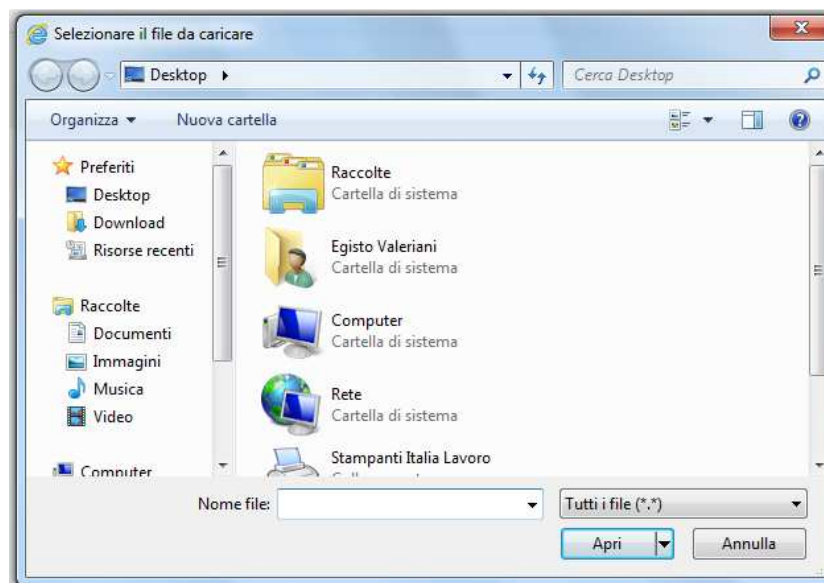 Selezionare il file da caricare
Desktop
Cerca Desktop
Organizza
Nuova cartella
Preferiti
Desktop
Download
Risorse recenti
Raccolte
Documenti
Immagini
Musica
Video
Computer
Raccolte
Cartella di sistema
Egisto Valeriani
Cartella di sistema
Computer
Cartella di sistema
Rete
Cartella di sistema
Stampanti Italia Lavoro
Nome file:
Tutti i file (*.*)
Apri
Annulla